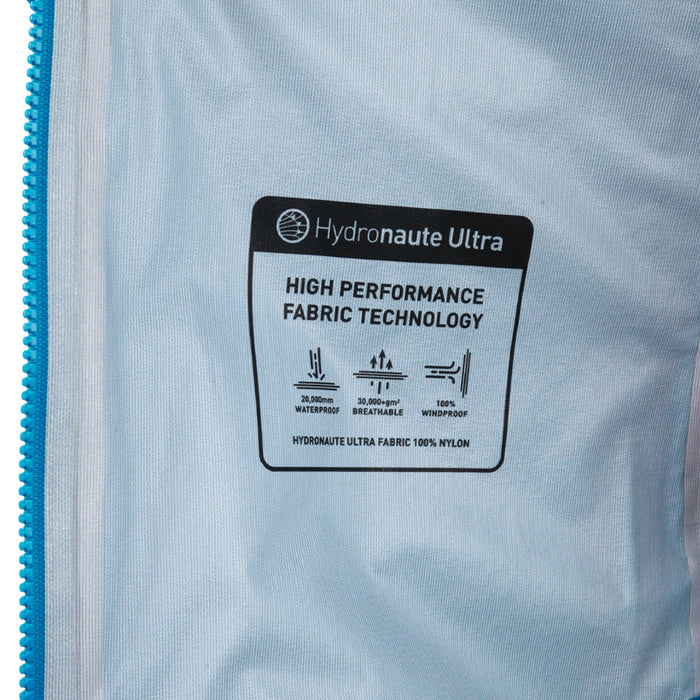 Hydronaute Ultra
HIGH PERFORMANCE
FABRIC TECHNOLOGY
20,000mm
WATERPROOF
30,000+gm²
BREATHABLE
100%
WINDPROOF
HYDRONAUTE ULTRA FABRIC 100% NYLON